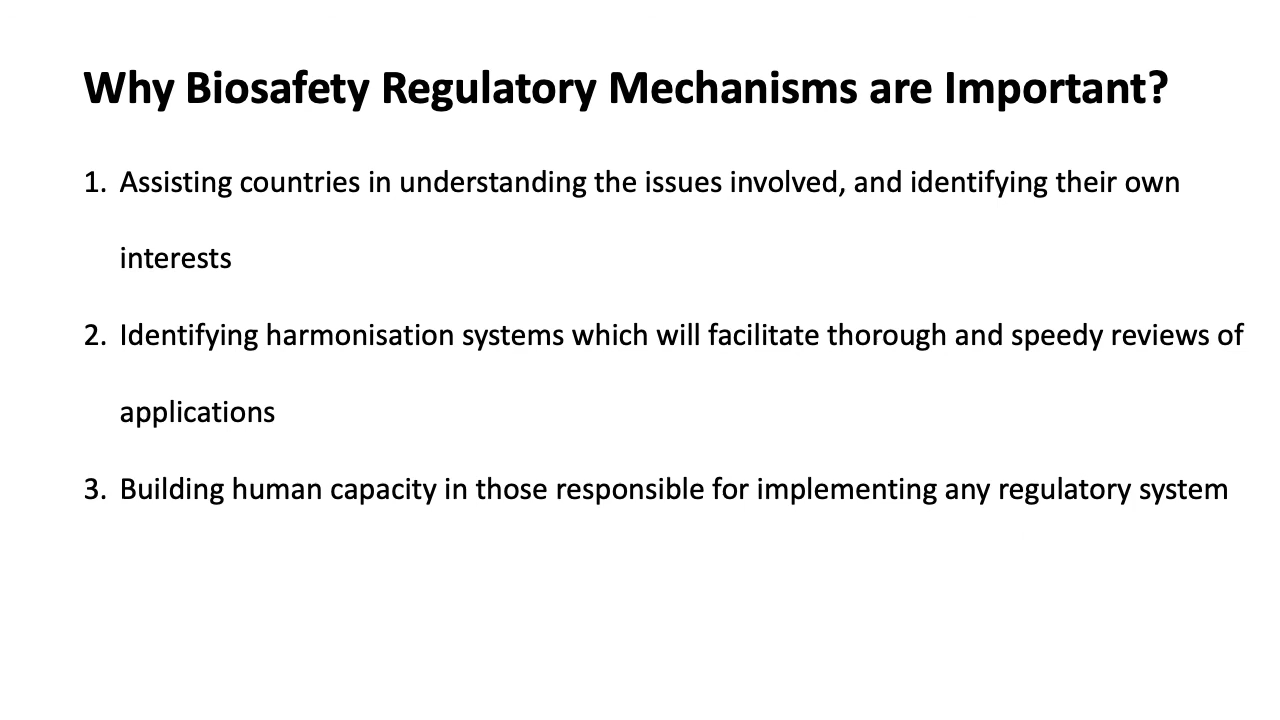 Why Biosafety Regulatory Mechanisms are Important?
1. Assisting countries in understanding the issues involved, and identifying their own
interests
2. Identifying harmonisation systems which will facilitate thorough and speedy reviews of
applications
3. Building human capacity in those responsible for implementing any regulatory system